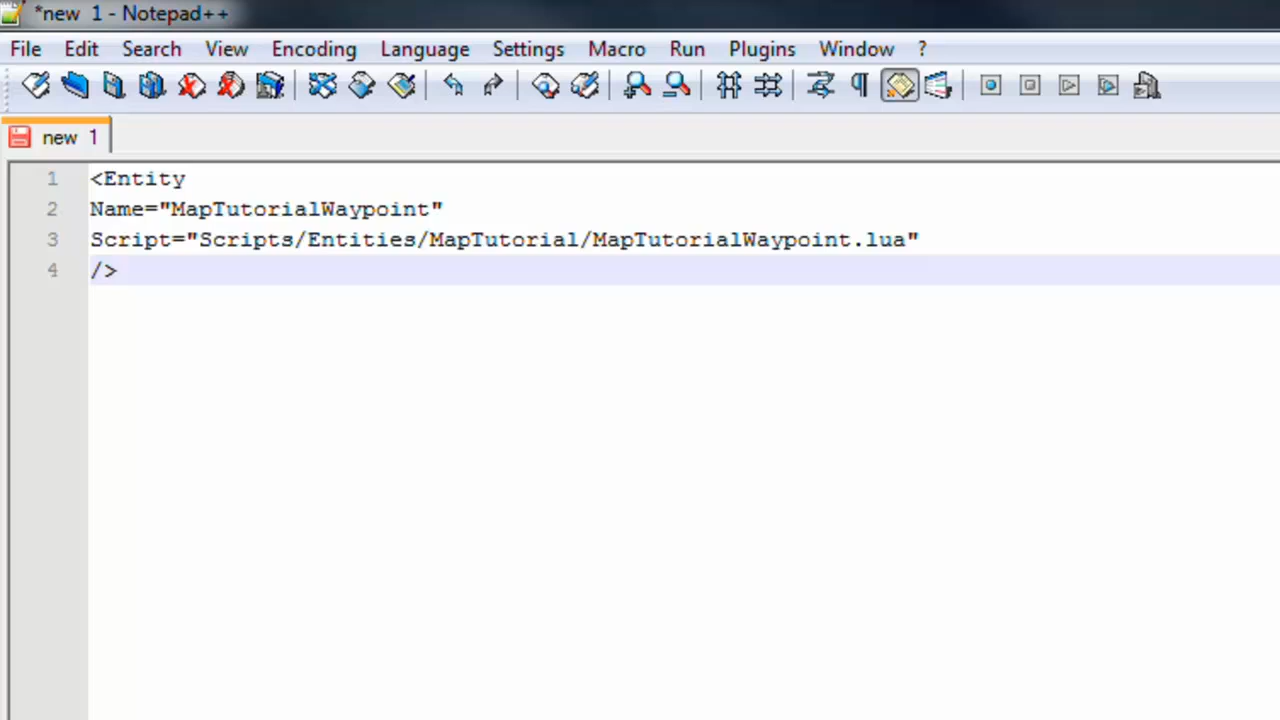 *new 1 - Notepad++
File Edit Search View Encoding Language Settings Macro Run Plugins Window ?
new 1
1 <Entity
2 Name="MapTutorialWaypoint"
3 Script="Scripts/Entities/MapTutorial/MapTutorialWaypoint.lua"
4 />